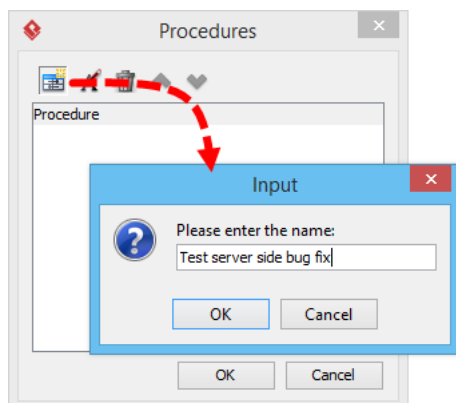 Procedures
Procedure
Input
Please enter the name:
Test server side bug fix
OK
Cancel
OK
Cancel